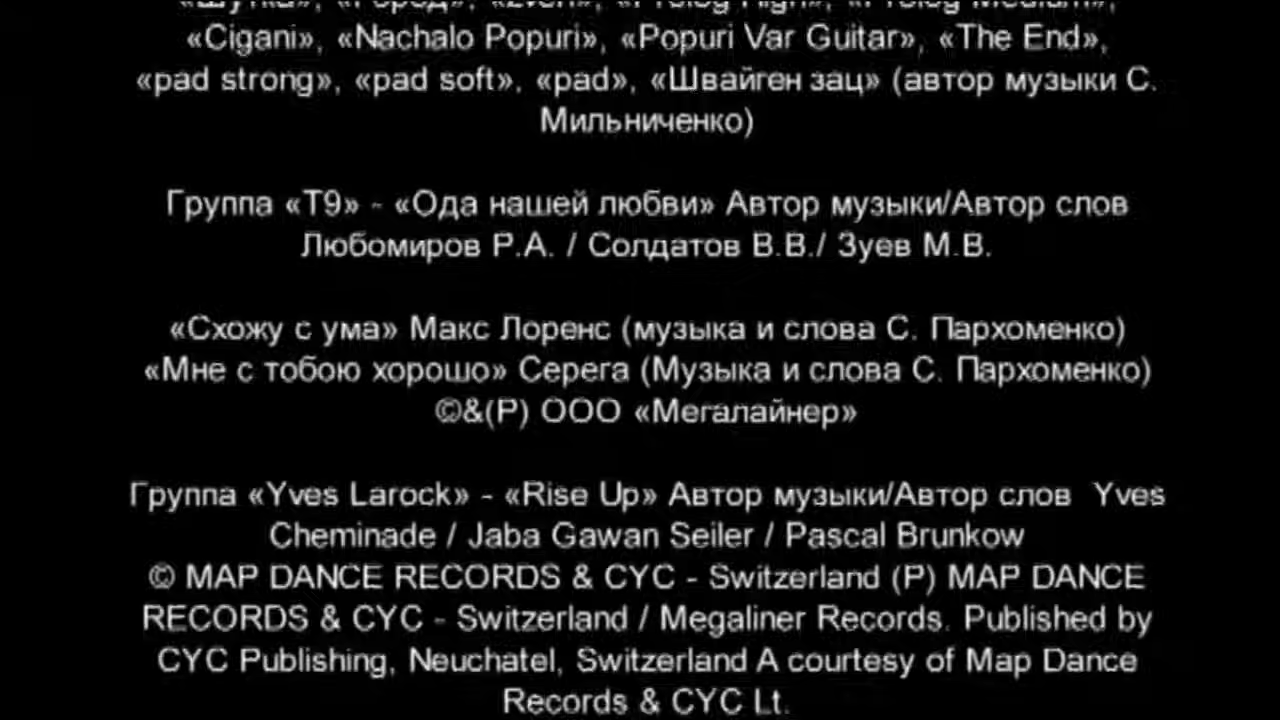 «Cigani», «Nachalo Popuri», «Popuri Var Guitar», «The End»,
«pad strong», «pad soft», «pad», «Швайген зац» (автор музыки С.
Мильниченко)
Группа «Т9» - «Ода нашей любви» Автор музыки/Автор слов
Любомиров Р.А. / Солдатов В.В./ Зуев М.В.
«Схожу с ума» Макс Лоренс (музыка и слова С. Пархоменко)
«Мне с тобою хорошо» Серега (Музыка и слова С. Пархоменко)
©&(P) ООО «Мегалайнер»
Группа «Yves Larock» - «Rise Up» Автор музыки/Автор слов Yves
Cheminade / Jaba Gawan Seiler / Pascal Brunkow
© MAP DANCE RECORDS & CYC - Switzerland (P) MAP DANCE
RECORDS & CYC - Switzerland / Megaliner Records. Published by
CYC Publishing, Neuchatel, Switzerland A courtesy of Map Dance
Records & CYC Lt.